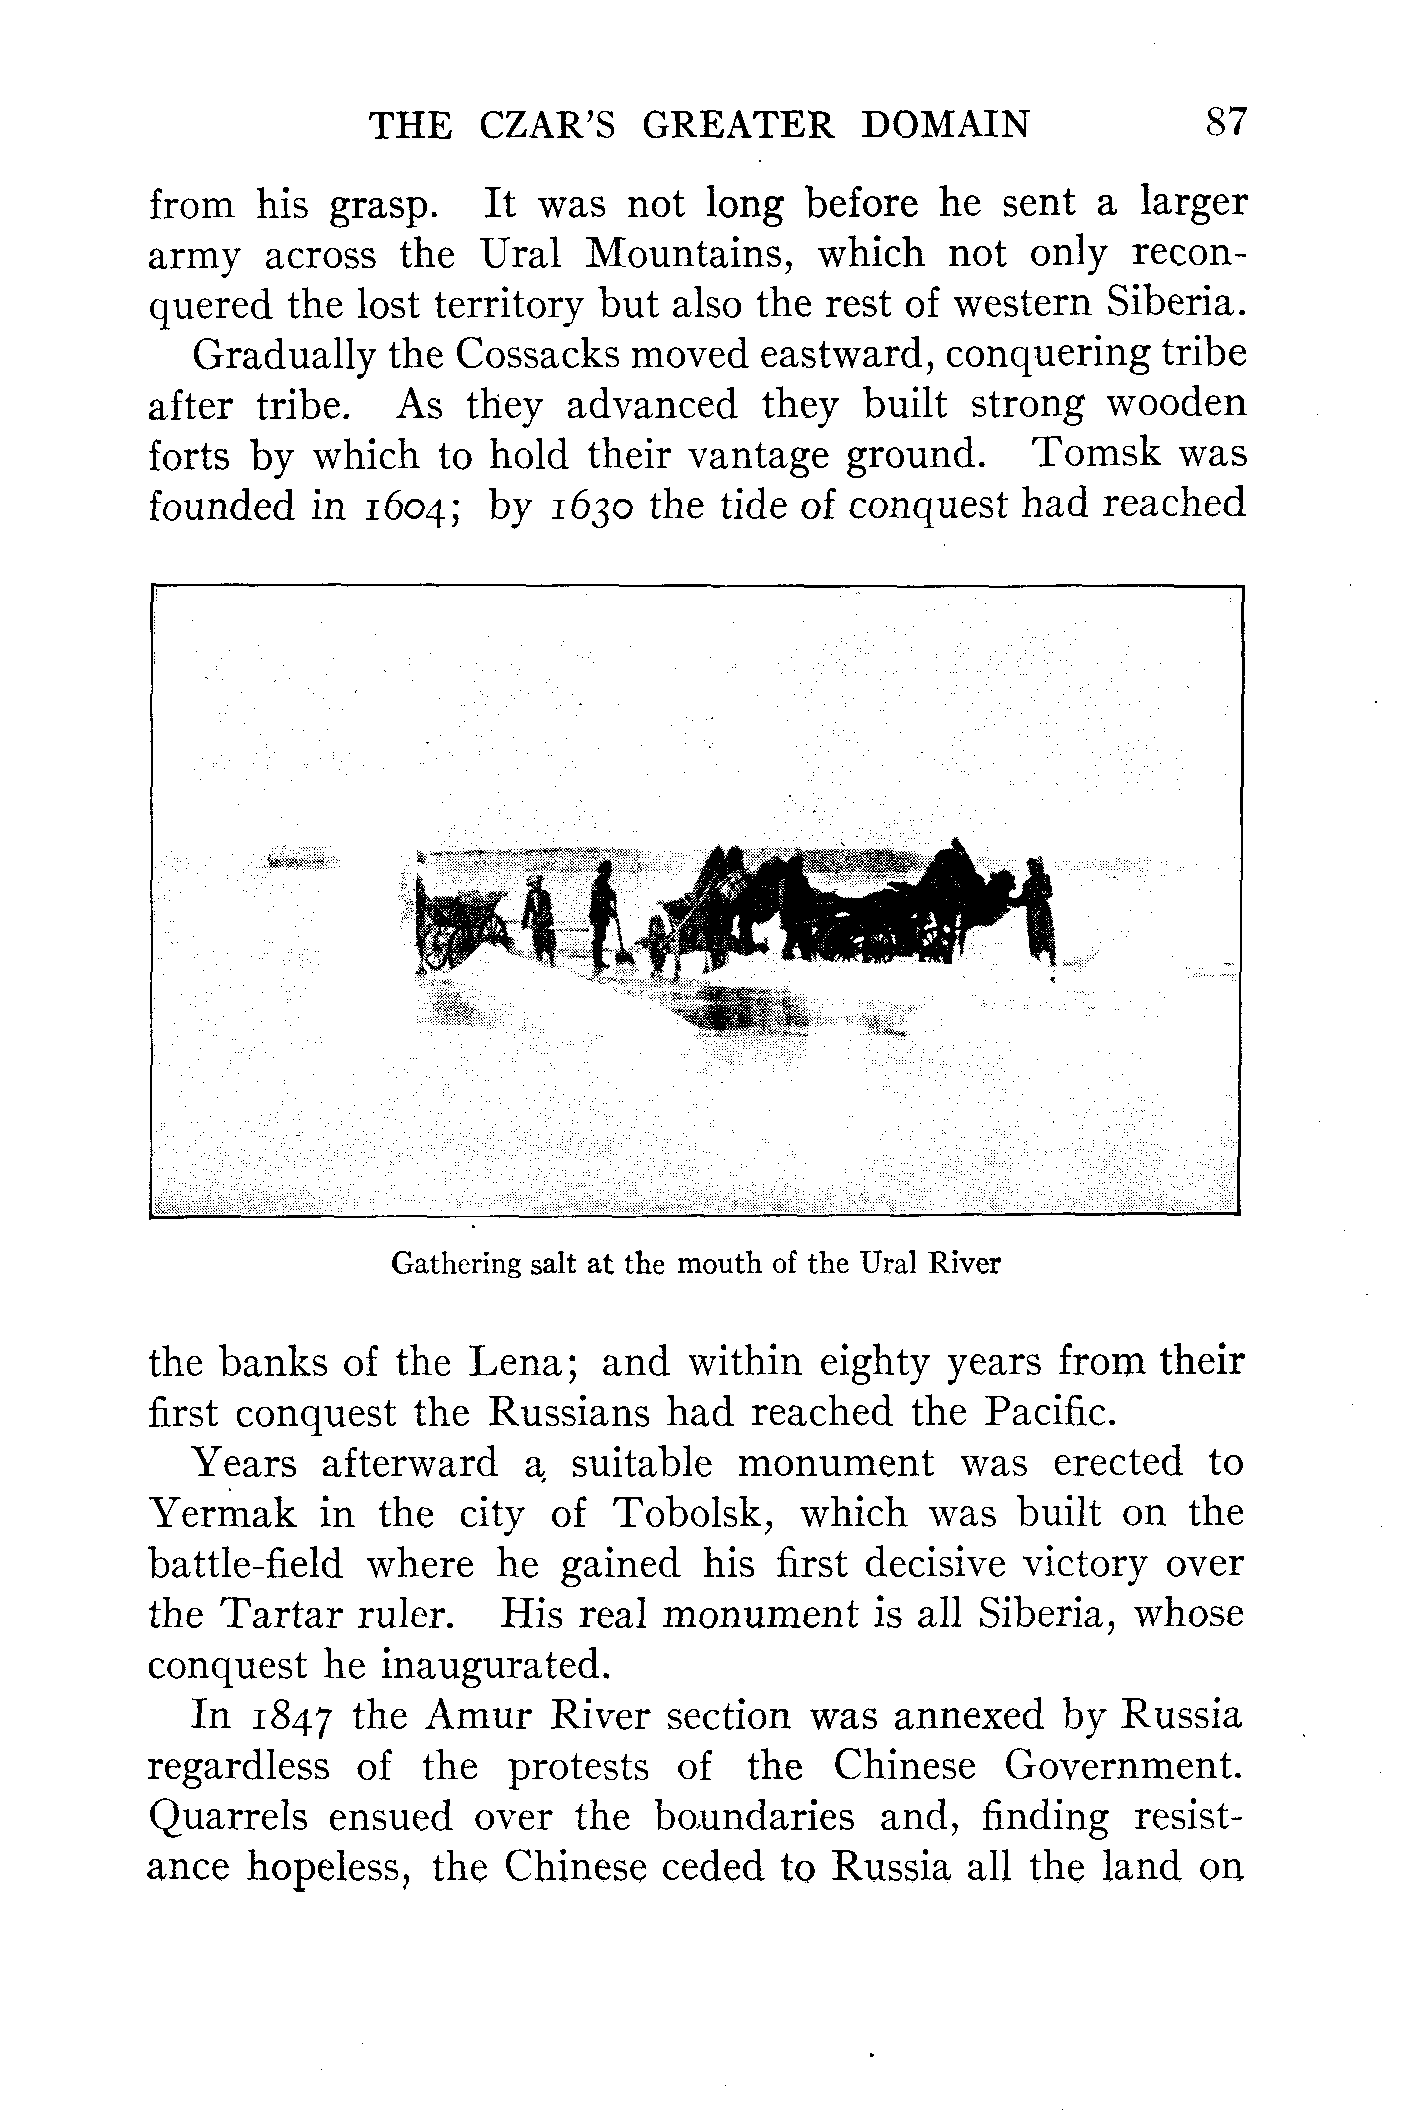 THE CZAR'S GREATER DOMAIN 87
from his grasp. It was not long before he sent a larger
army across the Ural Mountains, which not only recon-
quered the lost territory but also the rest of western Siberia.
Gradually the Cossacks moved eastward, conquering tribe
after tribe. As they advanced they built strong wooden
forts by which to hold their vantage ground. Tomsk was
founded in 1604; by 1630 the tide of conquest had reached
Gathering salt at the mouth of the Ural River
the banks of the Lena; and within eighty years from their
first conquest the Russians had reached the Pacific.
Years afterward a suitable monument was erected to
Yermak in the city of Tobolsk, which was built on the
battle-field where he gained his first decisive victory over
the Tartar ruler. His real monument is all Siberia, whose
conquest he inaugurated.
In 1847 the Amur River section was annexed by Russia
regardless of the protests of the Chinese Government.
Quarrels ensued over the boundaries and, finding resist-
ance hopeless, the Chinese ceded to Russia all the land on